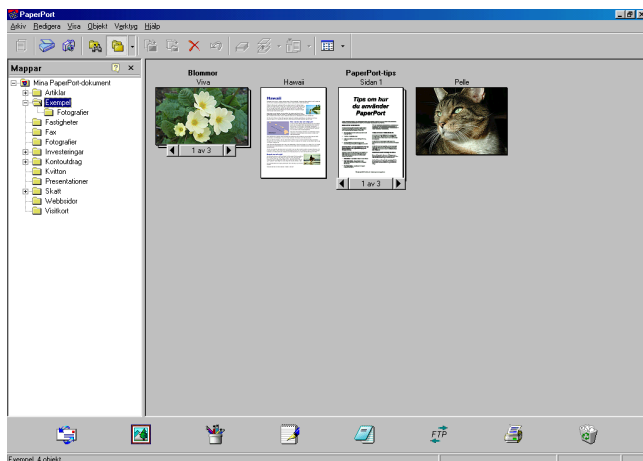 PaperPort
Arkiv Redigera Visa Objekt Verktyg Hjälp
Mappar
Mina PaperPort-dokument
Artiklar
Exempel
Fotografier
Fastigheter
Fax
Fotografier
Investeringar
Kontoutdrag
Kvitton
Presentationer
Skatt
Webbsidor
Visitkort
Blommor
Viva
1 av 3
Hawaii
Hawaii
PaperPort-tips
Sidan 1
Tips om hur
du använder
PaperPort
1 av 3
Pelle
FTP
Exempel, 4 objekt